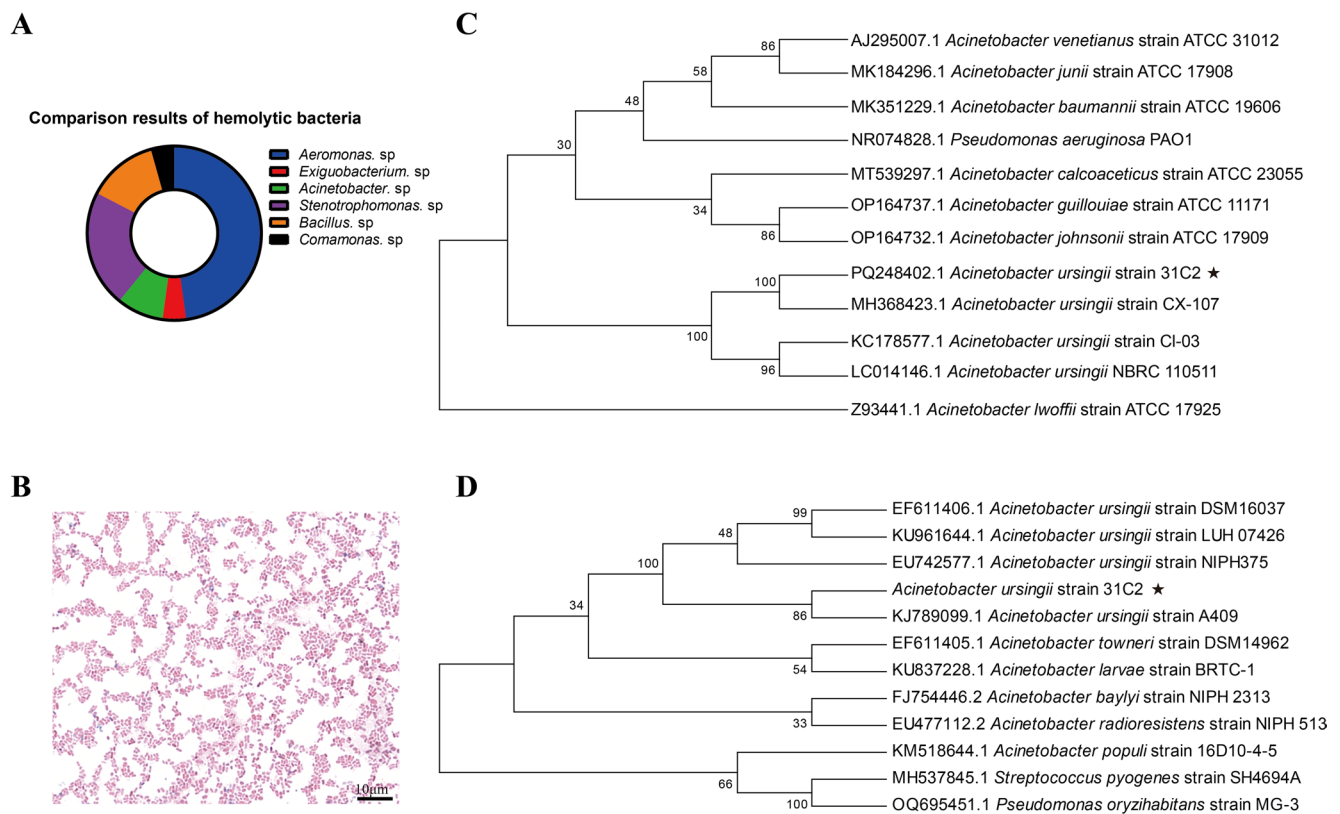 A
Comparison results of hemolytic bacteria
Aeromonas. sp
Exiguobacterium. sp
Acinetobacter. sp
Stenotrophomonas. sp
Bacillus. sp
Comamonas. sp
C
AJ295007.1 Acinetobacter venetianus strain ATCC 31012
86
MK184296.1 Acinetobacter junii strain ATCC 17908
58
MK351229.1 Acinetobacter baumannii strain ATCC 19606
48
NR074828.1 Pseudomonas aeruginosa PAO1
30
MT539297.1 Acinetobacter calcoaceticus strain ATCC 23055
34
OP164737.1 Acinetobacter guillouiae strain ATCC 11171
86
OP164732.1 Acinetobacter johnsonii strain ATCC 17909
PQ248402.1 Acinetobacter ursingii strain 31C2 ★
100
MH368423.1 Acinetobacter ursingii strain CX-107
100
KC178577.1 Acinetobacter ursingii strain CI-03
96
LC014146.1 Acinetobacter ursingii NBRC 110511
Z93441.1 Acinetobacter lwoffii strain ATCC 17925
B
10μm
D
EF611406.1 Acinetobacter ursingii strain DSM16037
99
KU961644.1 Acinetobacter ursingii strain LUH 07426
48
EU742577.1 Acinetobacter ursingii strain NIPH375
100
Acinetobacter ursingii strain 31C2 ★
86
KJ789099.1 Acinetobacter ursingii strain A409
34
EF611405.1 Acinetobacter towneri strain DSM14962
54
KU837228.1 Acinetobacter larvae strain BRTC-1
FJ754446.2 Acinetobacter baylyi strain NIPH 2313
33
EU477112.2 Acinetobacter radioresistens strain NIPH 513
KM518644.1 Acinetobacter populi strain 16D10-4-5
66
MH537845.1 Streptococcus pyogenes strain SH4694A
100
OQ695451.1 Pseudomonas oryzihabitans strain MG-3